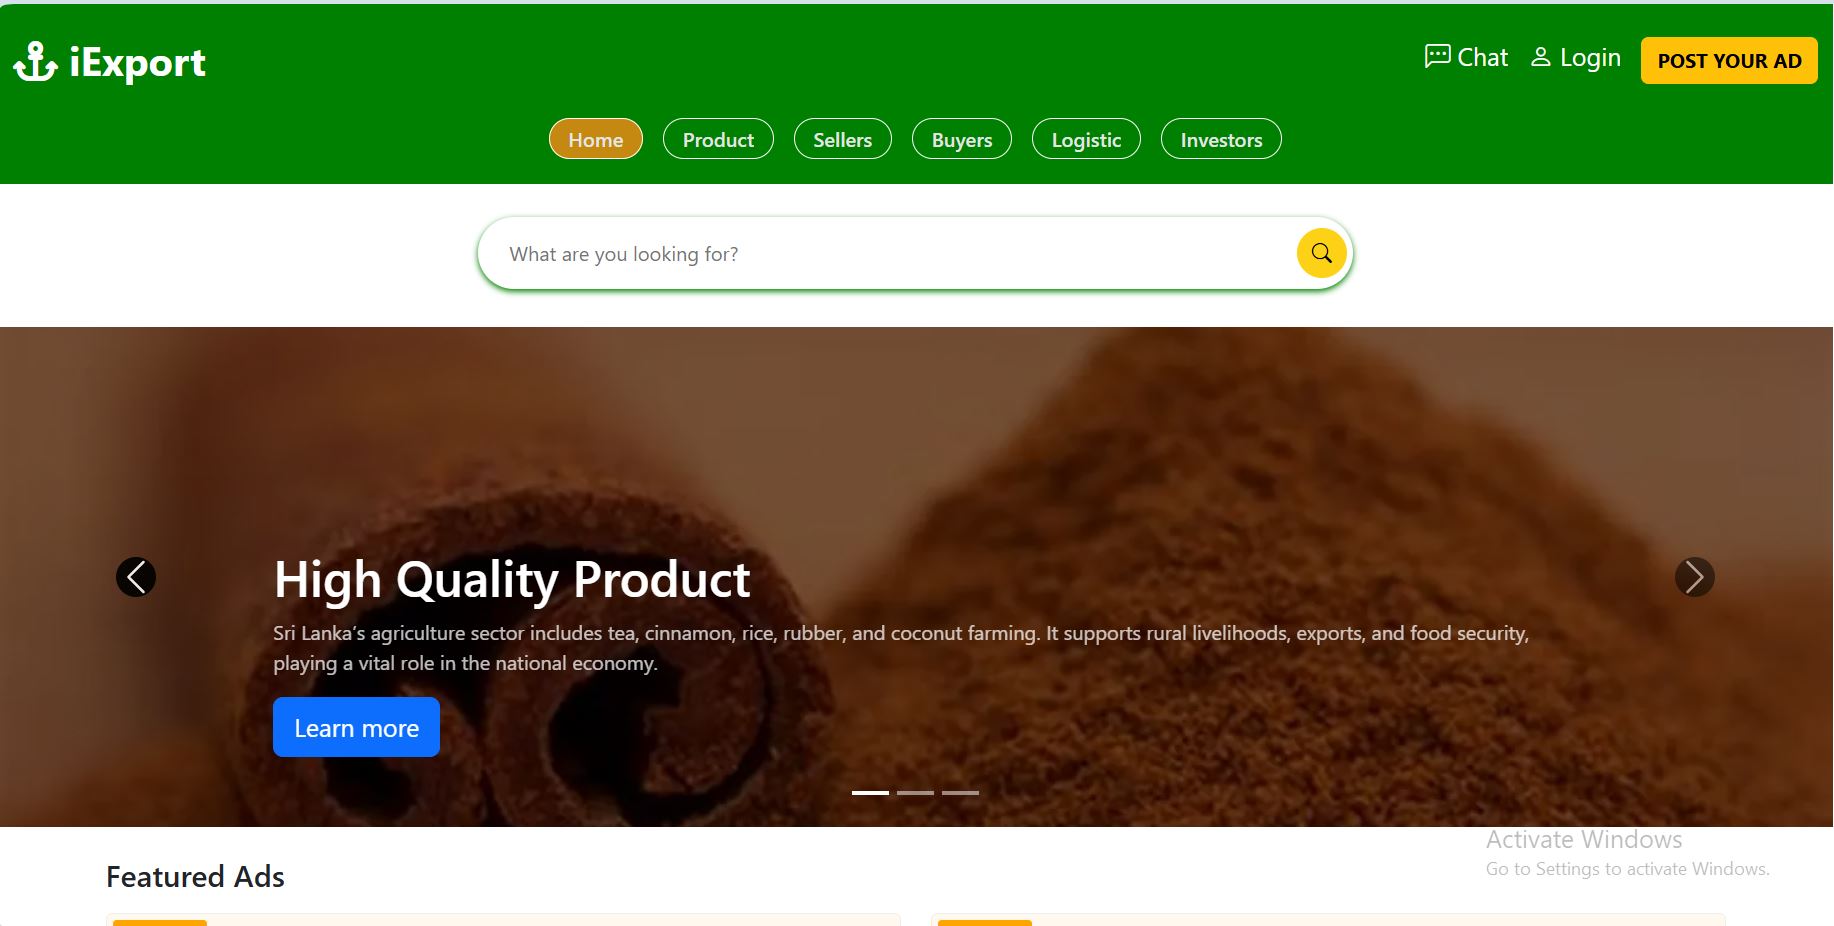 iExport
Chat
Login
POST YOUR AD
Home
Product
Sellers
Buyers
Logistic
Investors
What are you looking for?
High Quality Product
Sri Lanka’s agriculture sector includes tea, cinnamon, rice, rubber, and coconut farming. It supports rural livelihoods, exports, and food security,
playing a vital role in the national economy.
Learn more
Activate Windows
Go to Settings to activate Windows.
Featured Ads